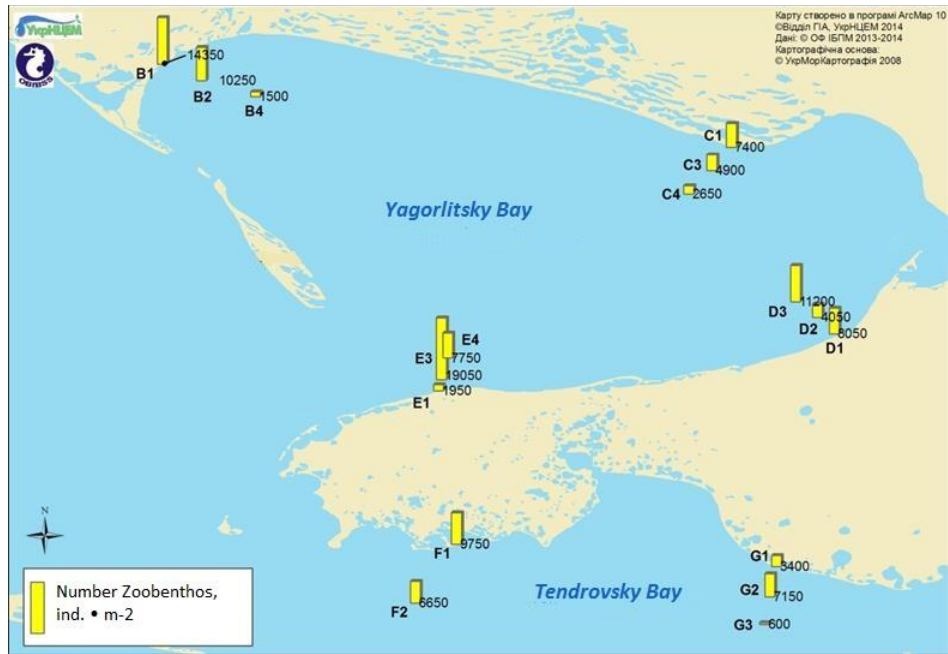 УкрНЦЕМ
Карту створено в програмі ArcMap 10
©Відділ ГІА, УкрНЦЕМ 2014
Дані: © ОФ ІБПМ 2013-2014
Картографічна основа:
© УкрМорКартографія 2008
B1
14350
B2
10250
B4
1500
C1
7400
C3
4900
C4
2650
Yagorlitsky Bay
D3
11200
D2
4050
D1
8050
E4
7750
E3
19050
E1
1950
N
F1
9750
F2
6650
G1
3400
G2
7150
G3
600
Tendrovsky Bay
Number Zoobenthos,
ind. • m-2